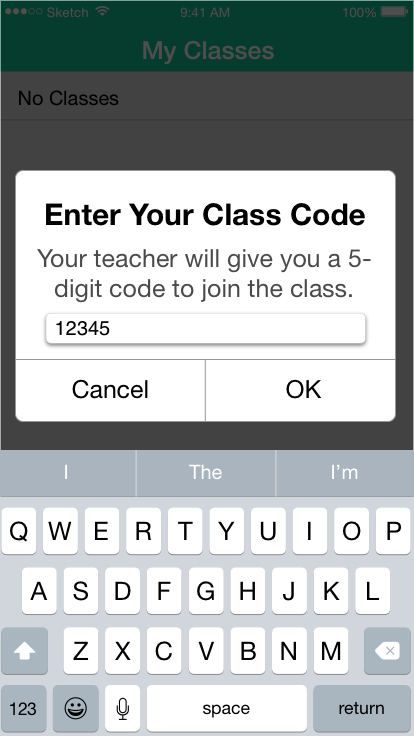 Sketch 9:41 AM 100%
My Classes
No Classes
Enter Your Class Code
Your teacher will give you a 5-
digit code to join the class.
12345
Cancel OK
I The I’m
Q W E R T Y U I O P
A S D F G H J K L
Z X C V B N M
123 space return